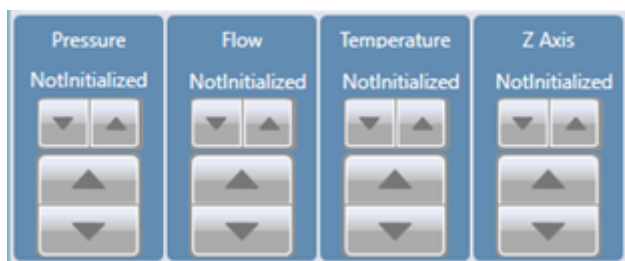 Pressure
NotInitialized
Flow
NotInitialized
Temperature
NotInitialized
Z Axis
NotInitialized